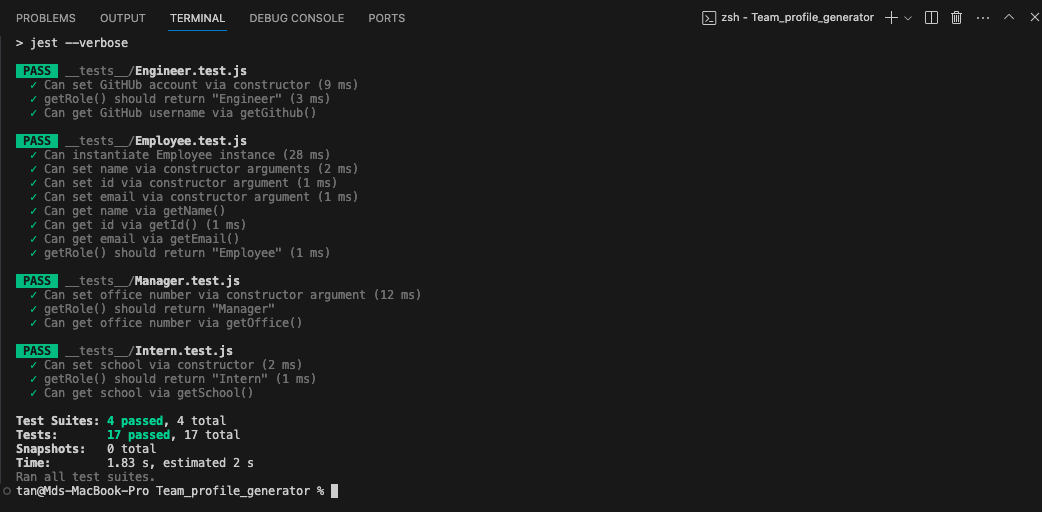 PROBLEMS OUTPUT TERMINAL DEBUG CONSOLE PORTS zsh - Team_profile_generator
> jest --verbose
PASS __tests__/Engineer.test.js
✓ Can set GitHUb account via constructor (9 ms)
✓ getRole() should return "Engineer" (3 ms)
✓ Can get GitHub username via getGithub()
PASS __tests__/Employee.test.js
✓ Can instantiate Employee instance (28 ms)
✓ Can set name via constructor arguments (2 ms)
✓ Can set id via constructor argument (1 ms)
✓ Can set email via constructor argument (1 ms)
✓ Can get name via getName()
✓ Can get id via getId() (1 ms)
✓ Can get email via getEmail()
✓ getRole() should return "Employee" (1 ms)
PASS __tests__/Manager.test.js
✓ Can set office number via constructor argument (12 ms)
✓ getRole() should return "Manager"
✓ Can get office number via getOffice()
PASS __tests__/Intern.test.js
✓ Can set school via constructor (2 ms)
✓ getRole() should return "Intern" (1 ms)
✓ Can get school via getSchool()
Test Suites: 4 passed, 4 total
Tests: 17 passed, 17 total
Snapshots: 0 total
Time: 1.83 s, estimated 2 s
Ran all test suites.
tan@Mds-MacBook-Pro Team_profile_generator %